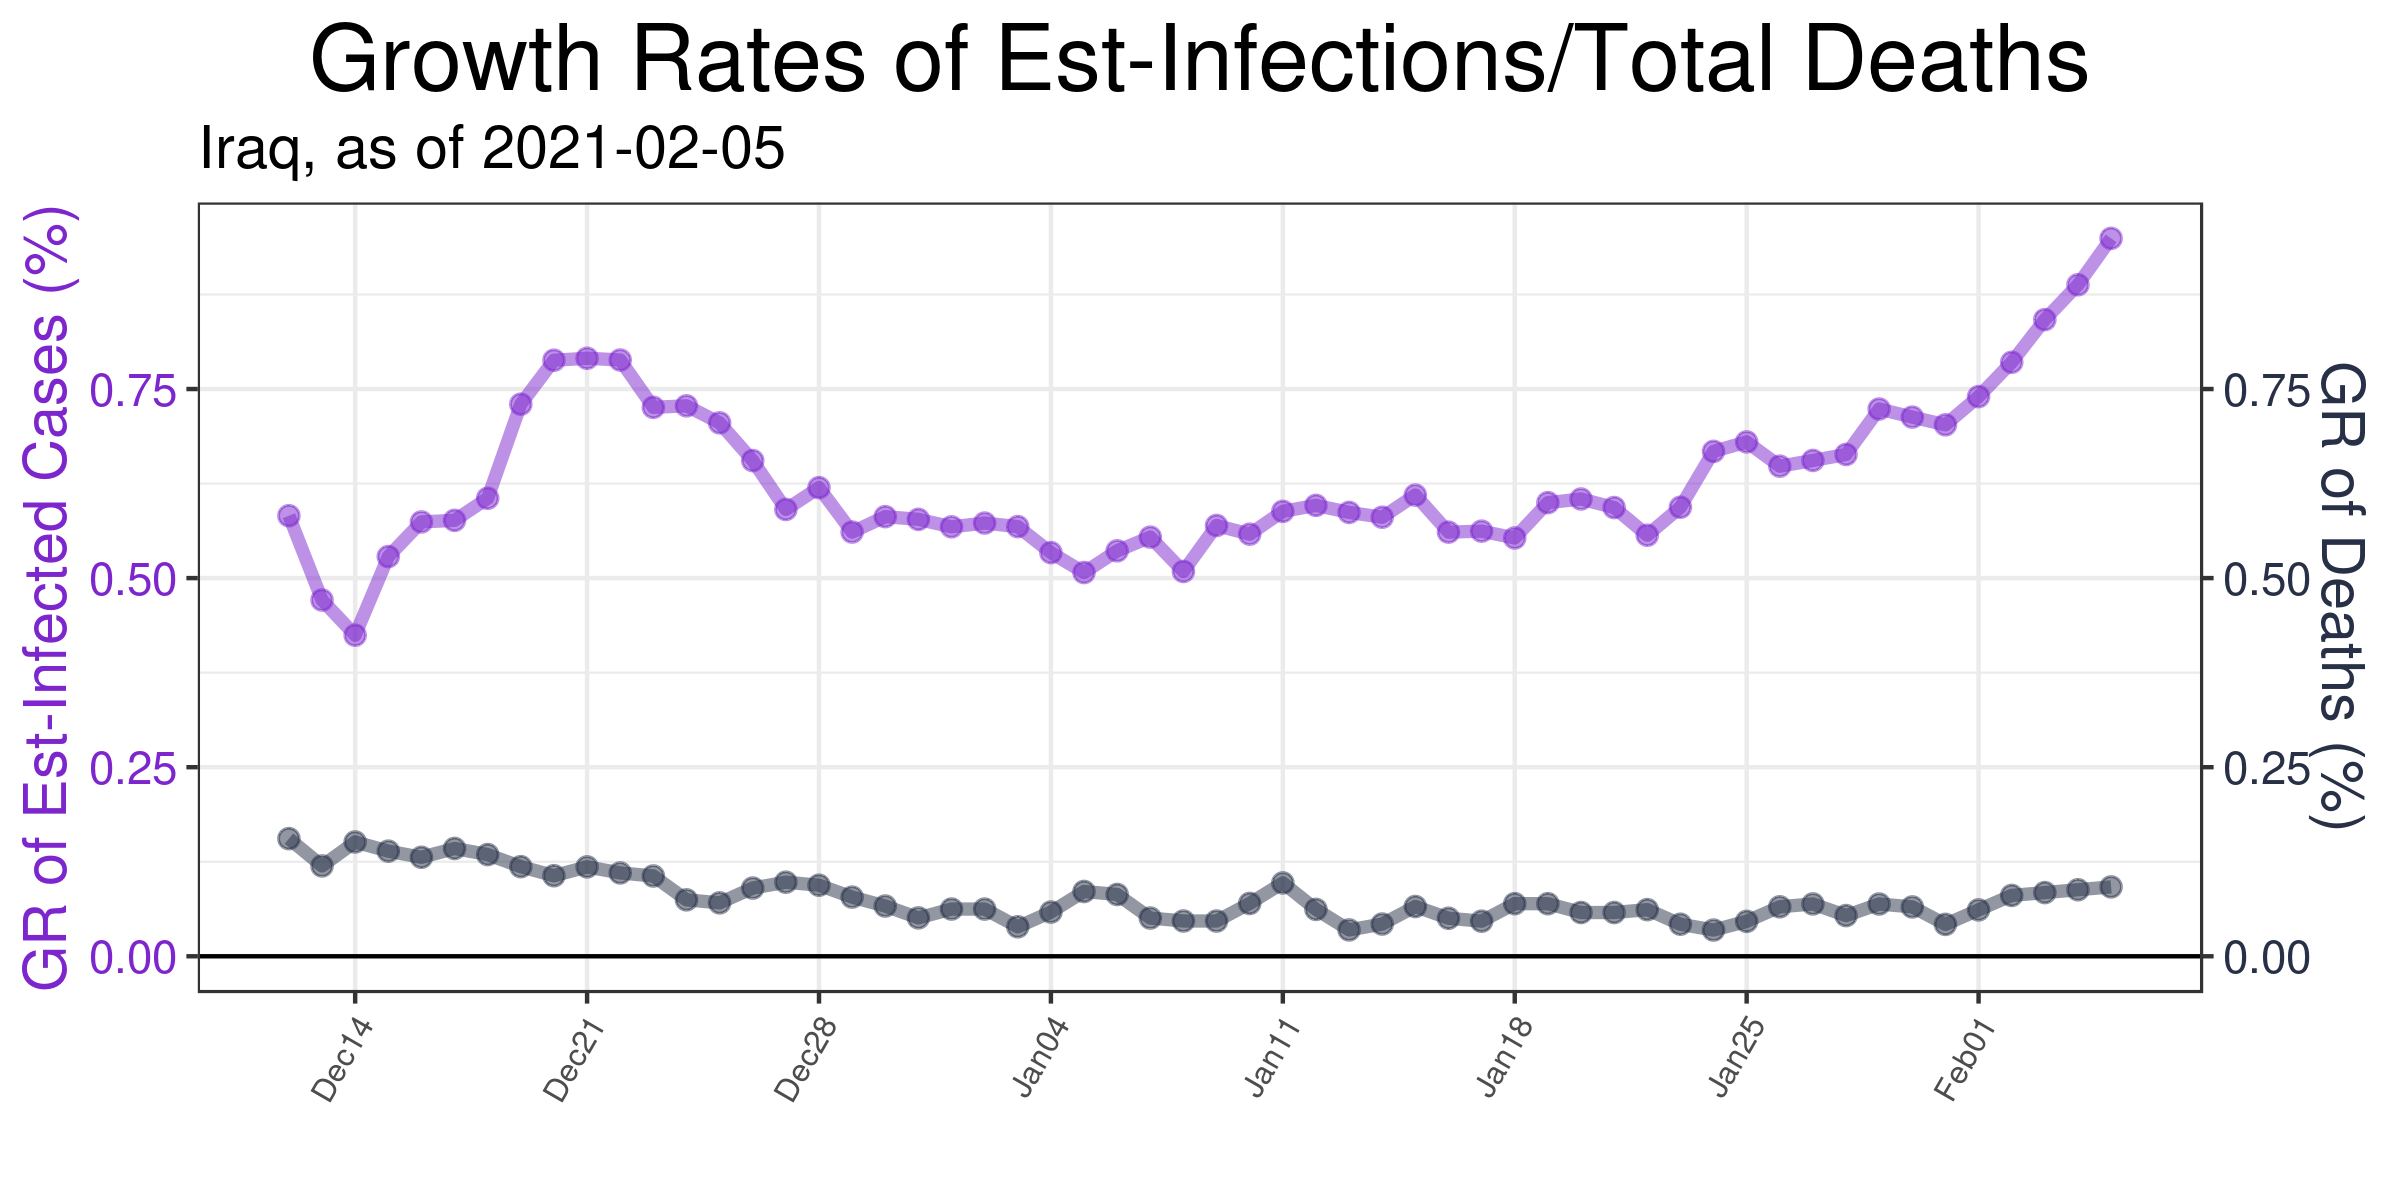 Growth Rates of Est-Infections/Total Deaths
Iraq, as of 2021-02-05
GR of Est-Infected Cases (%)
0.75
0.50
0.25
0.00
0.75
0.50
0.25
0.00
GR of Deaths (%)
Dec14
Dec21
Dec28
Jan04
Jan11
Jan18
Jan25
Feb01